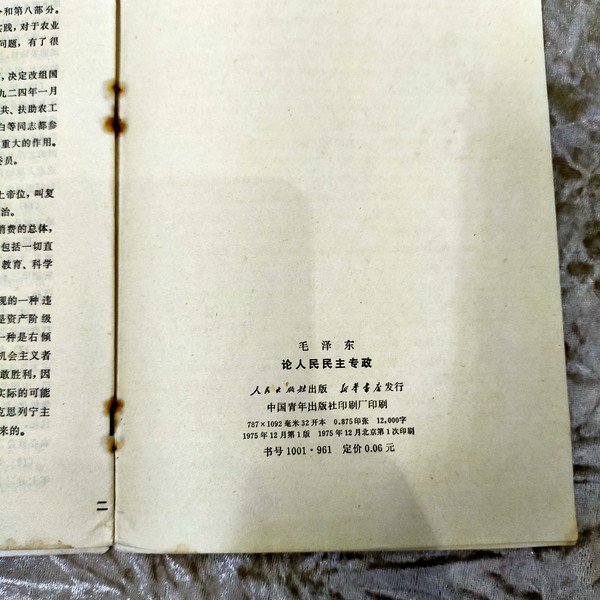 和第八部分。
践，对于农业
问题，有了很
，决定改组国
九二四年一月
共、扶助农工
白等同志都参
重大的作用。
委员。
上帝位，叫复
治。
消费的总体，
包括一切直
教育、科学
现的一种违
是资产阶级
一种是右倾
机会主义者
敢胜利，因
实际的可能
克思列宁主
来的。
二
毛泽东
论人民民主专政
人民出版社出版 新华书店发行
中国青年出版社印刷厂印刷
787×1092毫米32开本 0.875印张 12,000字
1975年12月第1版 1975年12月北京第1次印刷
书号1001·961 定价0.06元